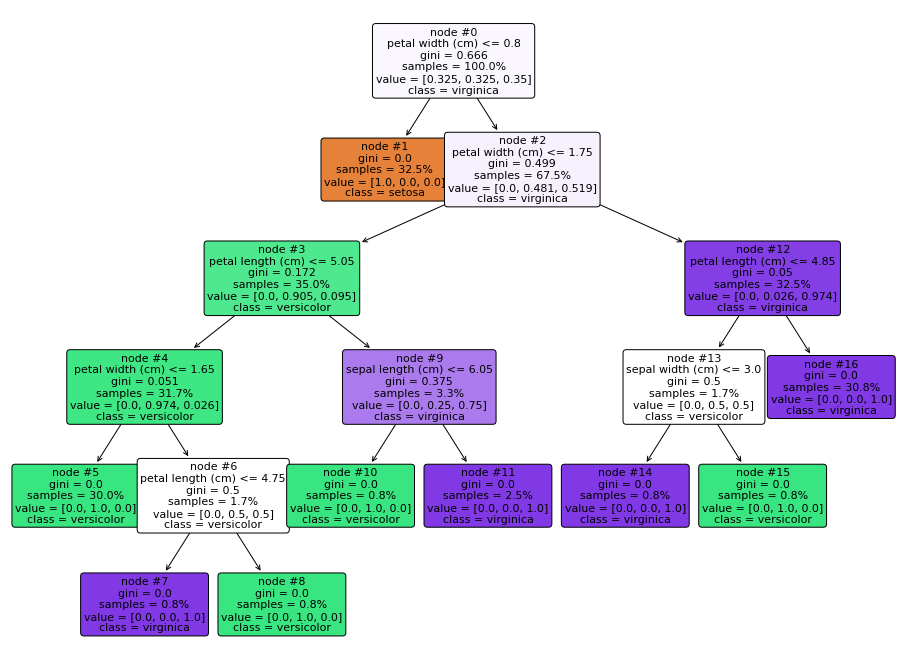 node #0
petal width (cm) <= 0.8
gini = 0.666
samples = 100.0%
value = [0.325, 0.325, 0.35]
class = virginica
node #1
gini = 0.0
samples = 32.5%
value = [1.0, 0.0, 0.0]
class = setosa
node #2
petal width (cm) <= 1.75
gini = 0.499
samples = 67.5%
value = [0.0, 0.481, 0.519]
class = virginica
node #3
petal length (cm) <= 5.05
gini = 0.172
samples = 35.0%
value = [0.0, 0.905, 0.095]
class = versicolor
node #12
petal length (cm) <= 4.85
gini = 0.05
samples = 32.5%
value = [0.0, 0.026, 0.974]
class = virginica
node #4
petal width (cm) <= 1.65
gini = 0.051
samples = 31.7%
value = [0.0, 0.974, 0.026]
class = versicolor
node #9
sepal length (cm) <= 6.05
gini = 0.375
samples = 3.3%
value = [0.0, 0.25, 0.75]
class = virginica
node #13
sepal width (cm) <= 3.0
gini = 0.5
samples = 1.7%
value = [0.0, 0.5, 0.5]
class = versicolor
node #16
gini = 0.0
samples = 30.8%
value = [0.0, 0.0, 1.0]
class = virginica
node #5
gini = 0.0
samples = 30.0%
value = [0.0, 1.0, 0.0]
class = versicolor
node #6
petal length (cm) <= 4.75
gini = 0.5
samples = 1.7%
value = [0.0, 0.5, 0.5]
class = versicolor
node #10
gini = 0.0
samples = 0.8%
value = [0.0, 1.0, 0.0]
class = versicolor
node #11
gini = 0.0
samples = 2.5%
value = [0.0, 0.0, 1.0]
class = virginica
node #14
gini = 0.0
samples = 0.8%
value = [0.0, 0.0, 1.0]
class = virginica
node #15
gini = 0.0
samples = 0.8%
value = [0.0, 1.0, 0.0]
class = versicolor
node #7
gini = 0.0
samples = 0.8%
value = [0.0, 0.0, 1.0]
class = virginica
node #8
gini = 0.0
samples = 0.8%
value = [0.0, 1.0, 0.0]
class = versicolor